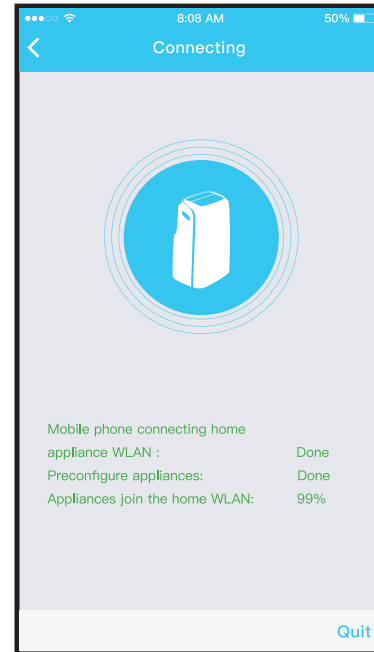 8:08 AM
50%
Connecting
Mobile phone connecting home
appliance WLAN : Done
Preconfigure appliances: Done
Appliances join the home WLAN: 99%
Quit